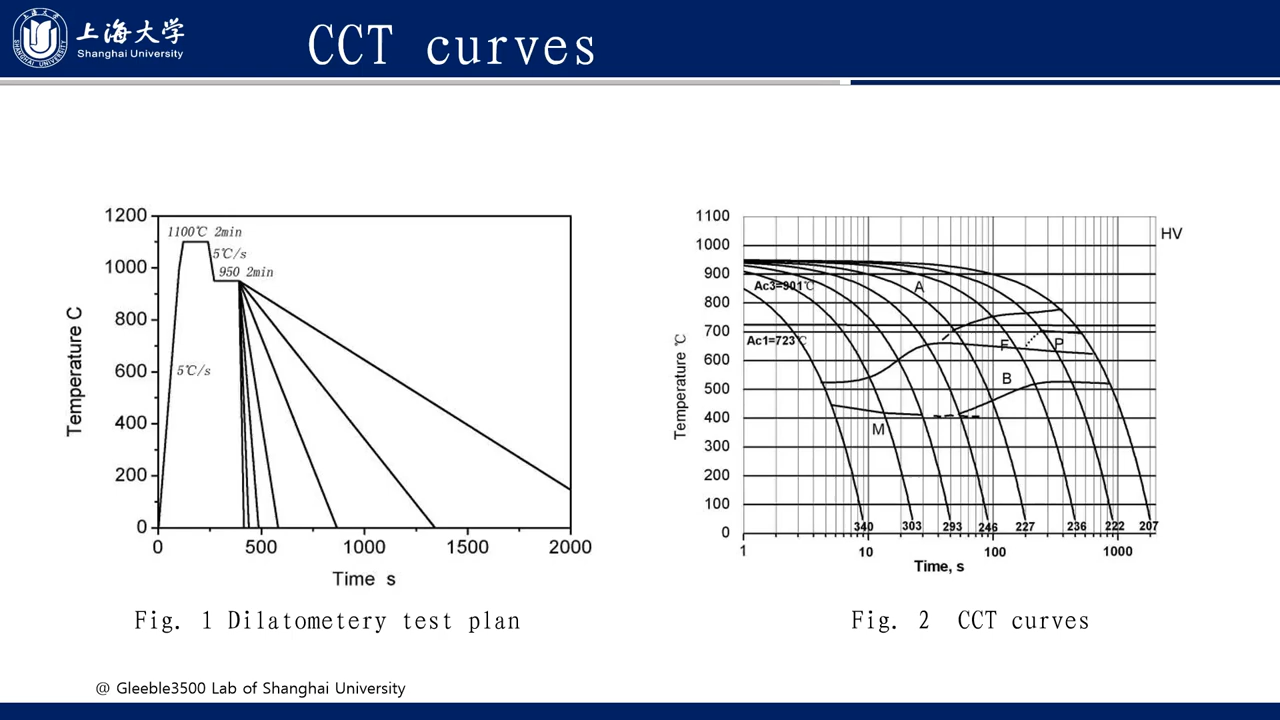 上海大学
Shanghai University
CCT curves
1200
1000
800
600
400
200
0
0 500 1000 1500 2000
Temperature C
Time s
1100℃ 2min
5℃/s
950 2min
5℃/s
Fig. 1 Dilatometery test plan
1100
1000
900
800
700
600
500
400
300
200
100
0
1 10 100 1000
Temperature ℃
Time, s
HV
Ac3=901℃
A
Ac1=723℃
F
P
B
M
340 303 293 246 227 236 222 207
Fig. 2 CCT curves
@ Gleeble3500 Lab of Shanghai University